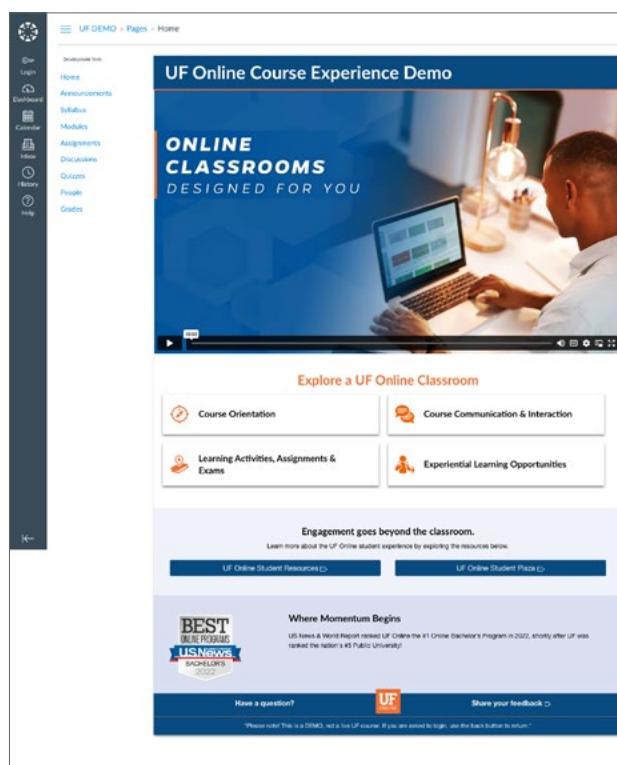 UF DEMO > Pages > Home
Login
Dashboard
Calendar
Inbox
History
Help
Home
Announcements
Syllabus
Modules
Assignments
Discussions
Quizzes
People
Grades
UF Online Course Experience Demo
ONLINE
CLASSROOMS
DESIGNED FOR YOU
00:00
Explore a UF Online Classroom
Course Orientation
Course Communication & Interaction
Learning Activities, Assignments &
Exams
Experiential Learning Opportunities
Engagement goes beyond the classroom.
Learn more about the UF Online student experience by exploring the resources below.
UF Online Student Resources
UF Online Student Plaza
BEST
ONLINE PROGRAMS
U.S.News
BACHELOR'S
2022
Where Momentum Begins
US News & World Report ranked UF Online the #1 Online Bachelor's Program in 2022, shortly after UF was
ranked the nation's #5 Public University!
Have a question?
UF
Share your feedback
"Please note! This is a DEMO, not a live UF course. If you are asked to login, use the back button to return."